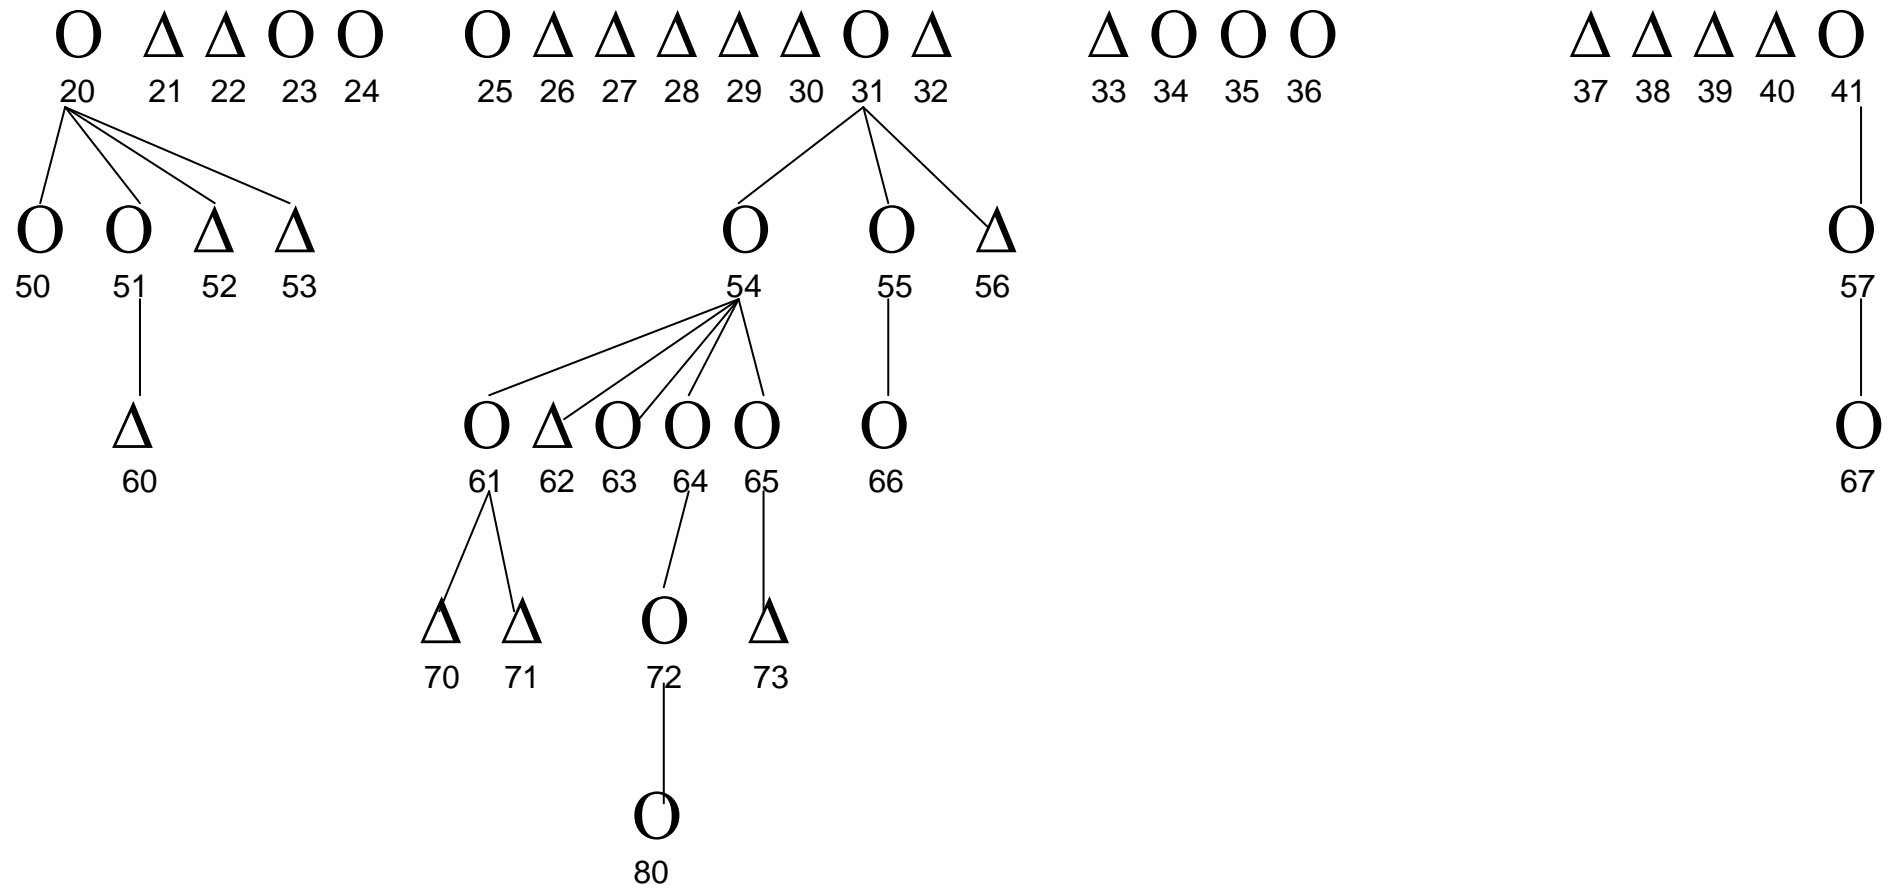 O Δ Δ O O O Δ Δ Δ Δ Δ O Δ Δ O O O Δ Δ Δ Δ O
20 21 22 23 24 25 26 27 28 29 30 31 32 33 34 35 36 37 38 39 40 41
O O Δ Δ O O Δ O
50 51 52 53 54 55 56 57
Δ O Δ O O O O O
60 61 62 63 64 65 66 67
Δ Δ O Δ
70 71 72 73
O
80